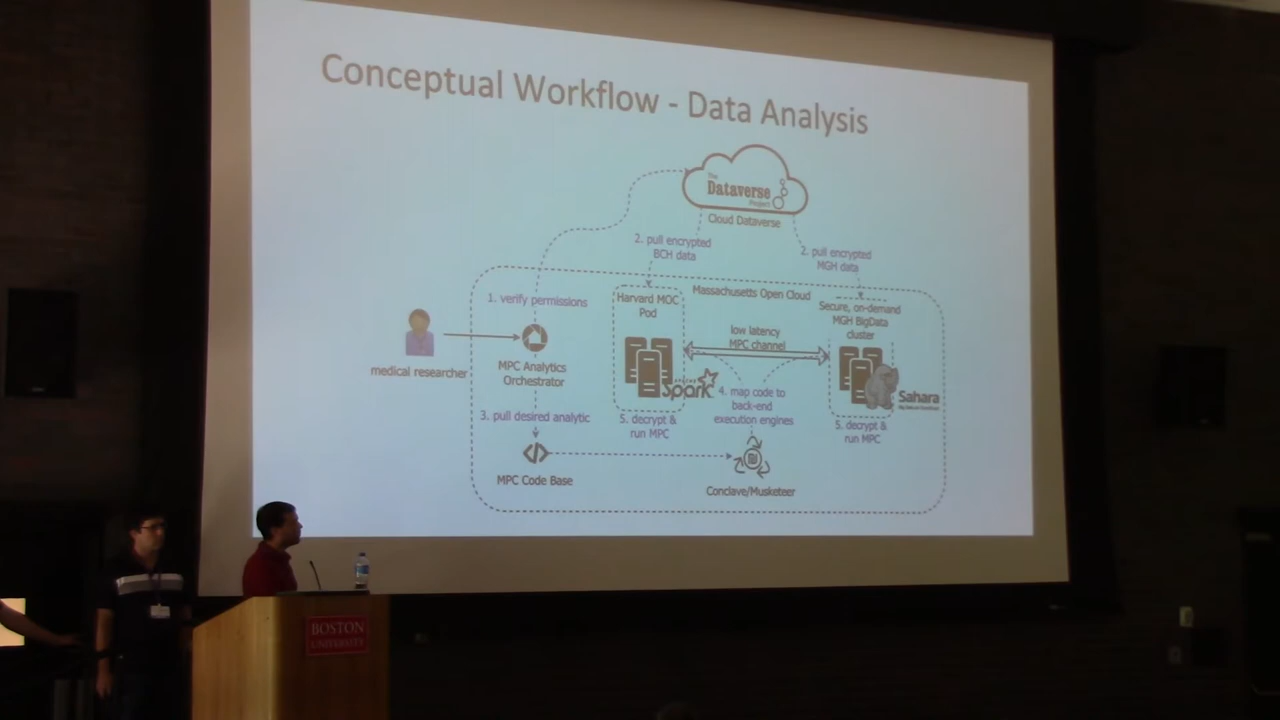 Conceptual Workflow - Data Analysis
The
Dataverse
Project
Cloud Dataverse
2. pull encrypted
BCH data
2. pull encrypted
MGH data
1. verify permissions
Harvard MOC
Pod
Massachusetts Open Cloud
Secure, on-demand
MGH BigData
cluster
low latency
MPC channel
medical researcher
MPC Analytics
Orchestrator
Spark
Sahara
4. map code to
back-end
execution engines
3. pull desired analytic
5. decrypt &
run MPC
5. decrypt &
run MPC
MPC Code Base
Conclave/Musketeer
BOSTON
UNIVERSITY